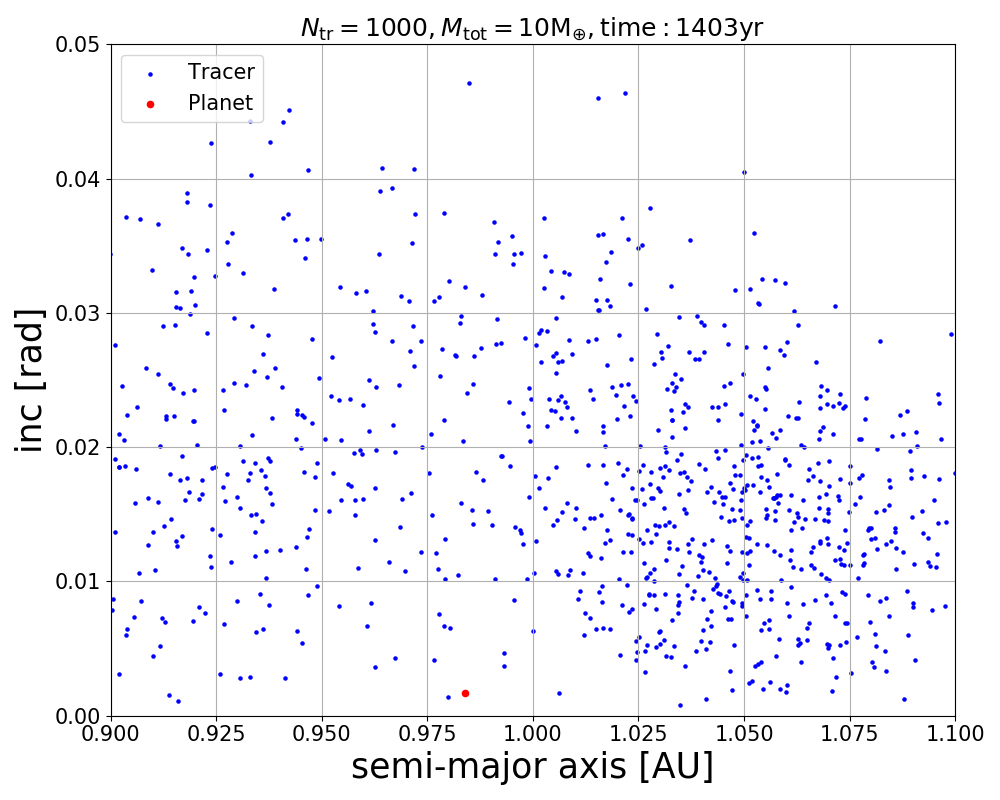 N_tr = 1000, M_tot = 10M_⊕, time : 1403yr
Tracer
Planet
0.05
0.04
0.03
0.02
0.01
0.00
inc [rad]
0.900 0.925 0.950 0.975 1.000 1.025 1.050 1.075 1.100
semi-major axis [AU]